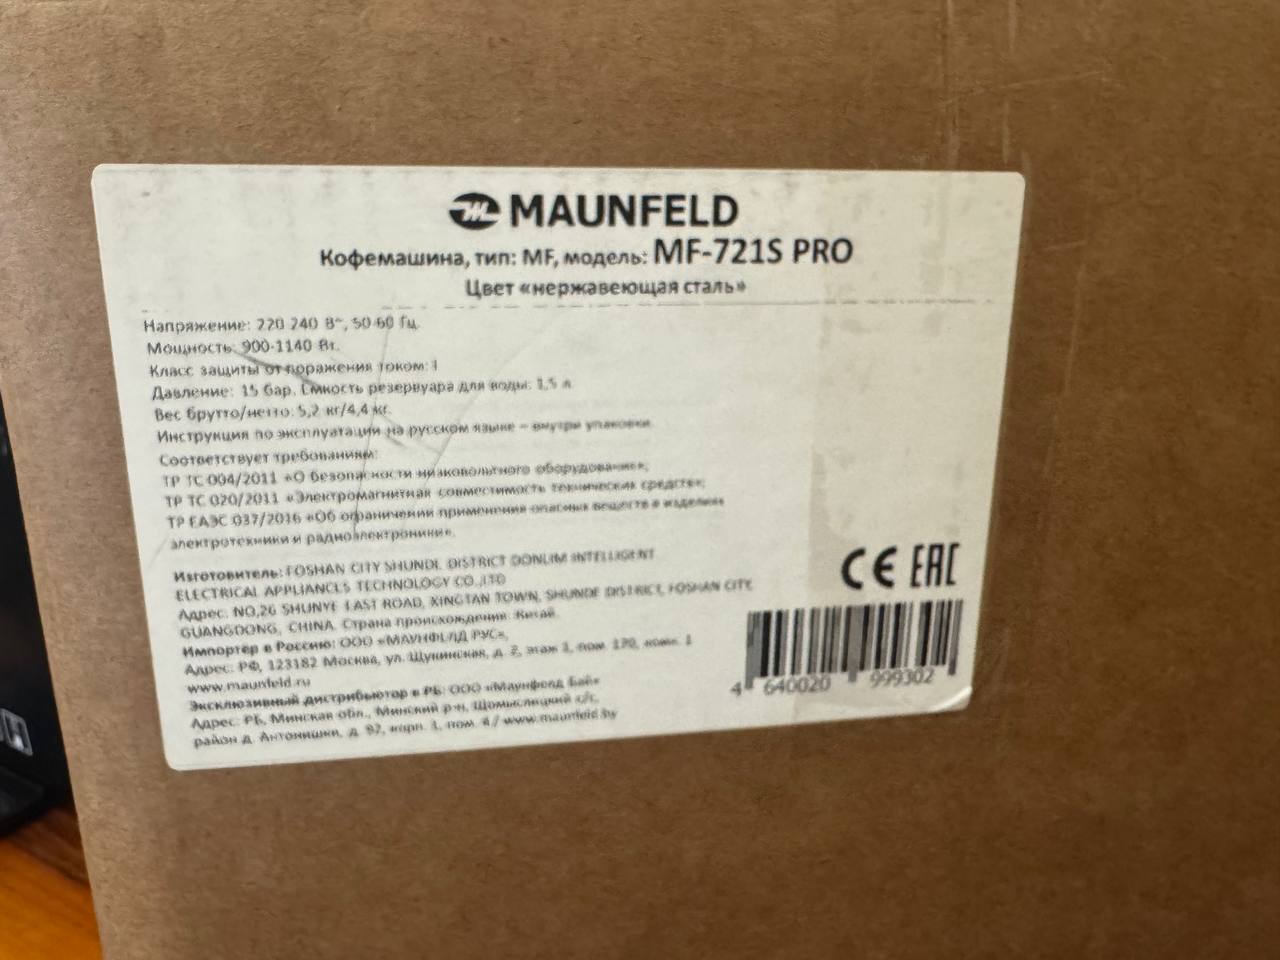 MAUNFELD
Кофемашина, тип: MF, модель: MF-721S PRO
Цвет «нержавеющая сталь»
Напряжение: 220-240 В~, 50-60 Гц.
Мощность: 900-1140 Вт.
Класс защиты от поражения током: I
Давление: 15 бар. Емкость резервуара для воды: 1,5 л.
Вес брутто/нетто: 5,2 кг/4,4 кг.
Инструкция по эксплуатации на русском языке – внутри упаковки.
Соответствует требованиям:
ТР ТС 004/2011 «О безопасности низковольтного оборудования»;
ТР ТС 020/2011 «Электромагнитная совместимость технических средств»;
ТР ЕАЭС 037/2016 «Об ограничении применения опасных веществ в изделиях
электротехники и радиоэлектроники».
Изготовитель: FOSHAN CITY SHUNDE DISTRICT DONLIM INTELLIGENT
ELECTRICAL APPLIANCES TECHNOLOGY CO.,LTD
Адрес: NO,26 SHUNYE EAST ROAD, XINGTAN TOWN, SHUNDE DISTRICT, FOSHAN CITY,
GUANGDONG, CHINA. Страна происхождения: Китай.
Импортер в Россию: ООО «МАУНФЕЛД РУС»,
Адрес: РФ, 123182 Москва, ул. Щукинская, д. 2, этаж 1, пом. 170, комн. 1
www.maunfeld.ru
Эксклюзивный дистрибьютор в РБ: ООО «Маунфелд Бай»
Адрес: РБ, Минская обл., Минский р-н, Щомыслицкий с/с,
район д. Антонишки, д. корп. 1, пом. 4/ www.maunfeld.by
CE EAC
4 640020 999302